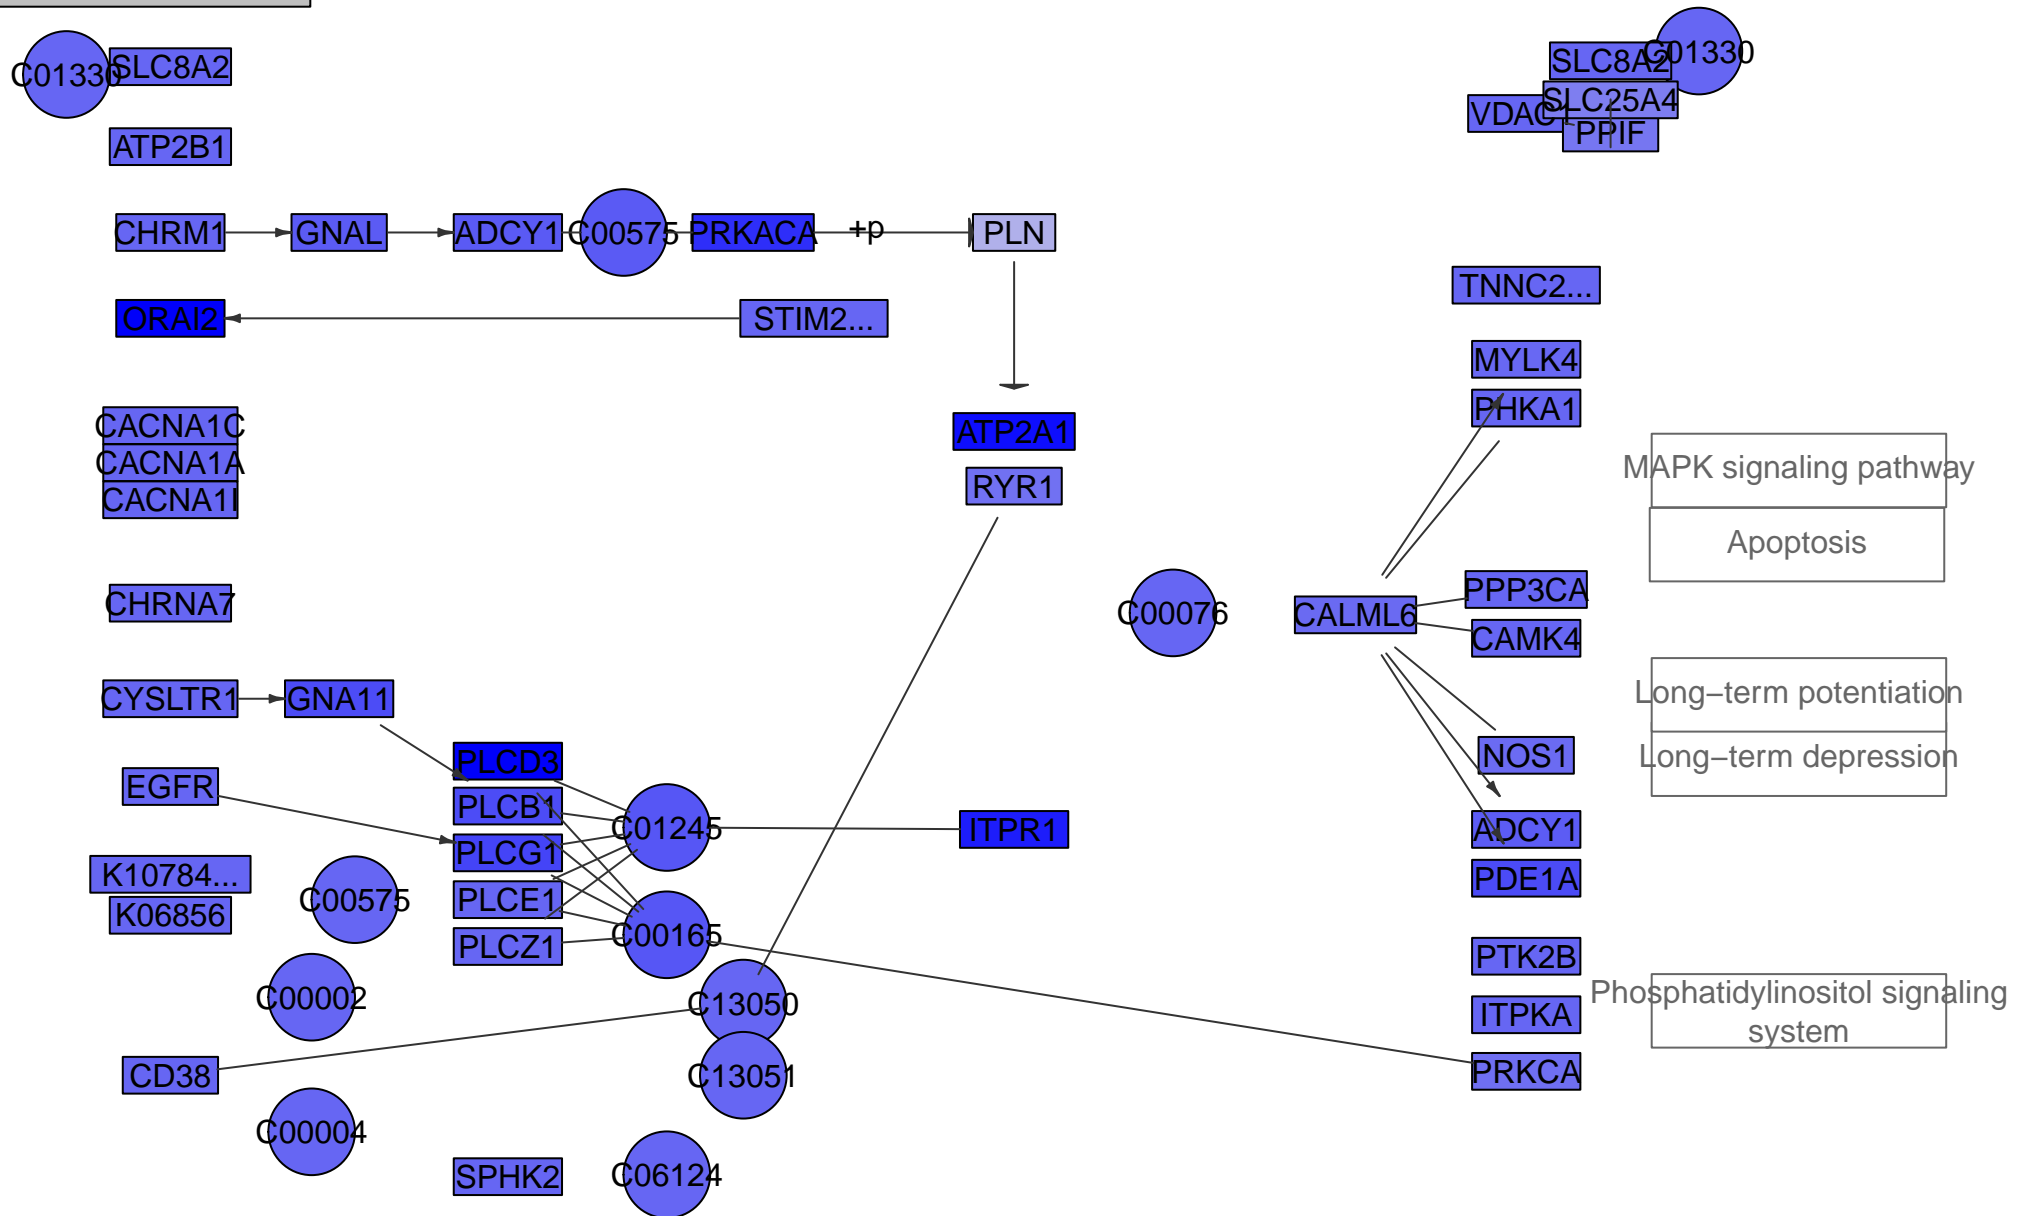 C01330
SLC8A2
SLC8A2
C01330
SLC25A4
VDAC1
PPIF
ATP2B1
CHRM1
GNAL
ADCY1
C00575
PRKACA
+p
PLN
TNNC2...
ORAI2
STIM2...
MYLK4
PHKA1
CACNA1C
CACNA1A
CACNA1I
ATP2A1
RYR1
MAPK signaling pathway
Apoptosis
CHRNA7
C00076
CALML6
PPP3CA
CAMK4
CYSLTR1
GNA11
Long–term potentiation
Long–term depression
NOS1
EGFR
PLCD3
PLCB1
PLCG1
PLCE1
PLCZ1
C01245
C00165
ITPR1
ADCY1
PDE1A
K10784...
K06856
C00575
C00002
C13050
C13051
PTK2B
ITPKA
PRKCA
Phosphatidylinositol signaling
system
CD38
C00004
SPHK2
C06124